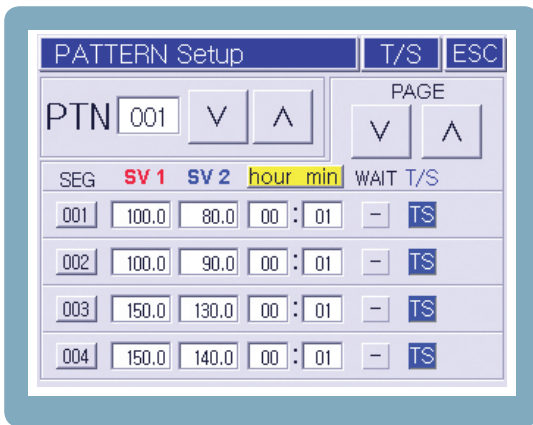 PATTERN Setup T/S ESC
PTN 001 ∨ ∧ PAGE ∨ ∧
SEG SV 1 SV 2 hour min WAIT T/S
001 100.0 80.0 00 : 01 – TS
002 100.0 90.0 00 : 01 – TS
003 150.0 130.0 00 : 01 – TS
004 150.0 140.0 00 : 01 – TS